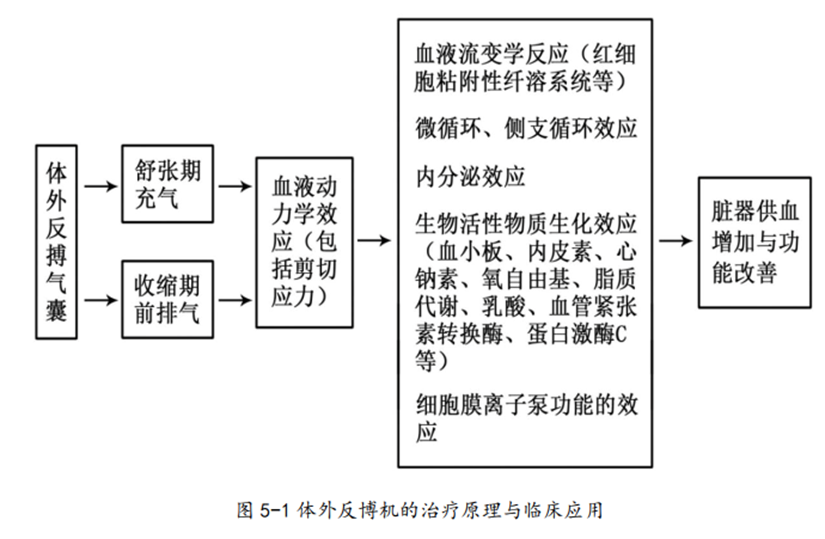 体外反搏气囊
舒张期
充气
收缩期
前排气
血液动
力学效
应（包
括剪切
应力）
血液流变学反应（红细
胞粘附性纤溶系统等）
微循环、侧支循环效应
内分泌效应
生物活性物质生化效应
（血小板、内皮素、心
钠素、氧自由基、脂质
代谢、乳酸、血管紧张
素转换酶、蛋白激酶C
等）
细胞膜离子泵功能的效
应
脏器供血
增加与功
能改善
图 5-1 体外反博机的治疗原理与临床应用